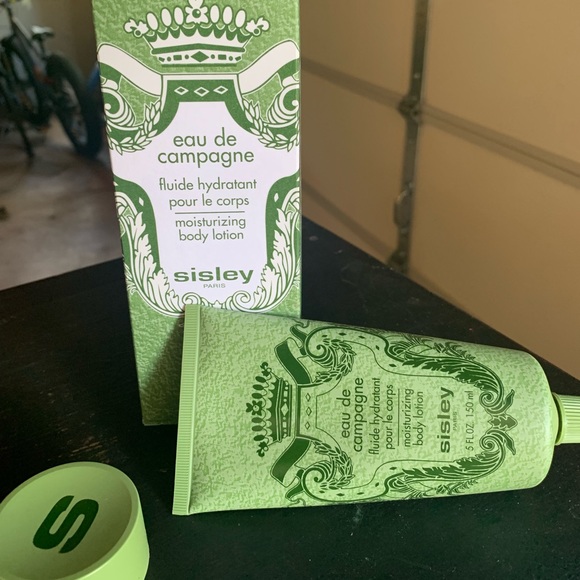 eau de
campagne
fluide hydratant
pour le corps
moisturizing
body lotion
sisley
PARIS
eau de
campagne
fluide hydratant
pour le corps
moisturizing
body lotion
sisley
PARIS
5 FL.OZ. 150 ml
S